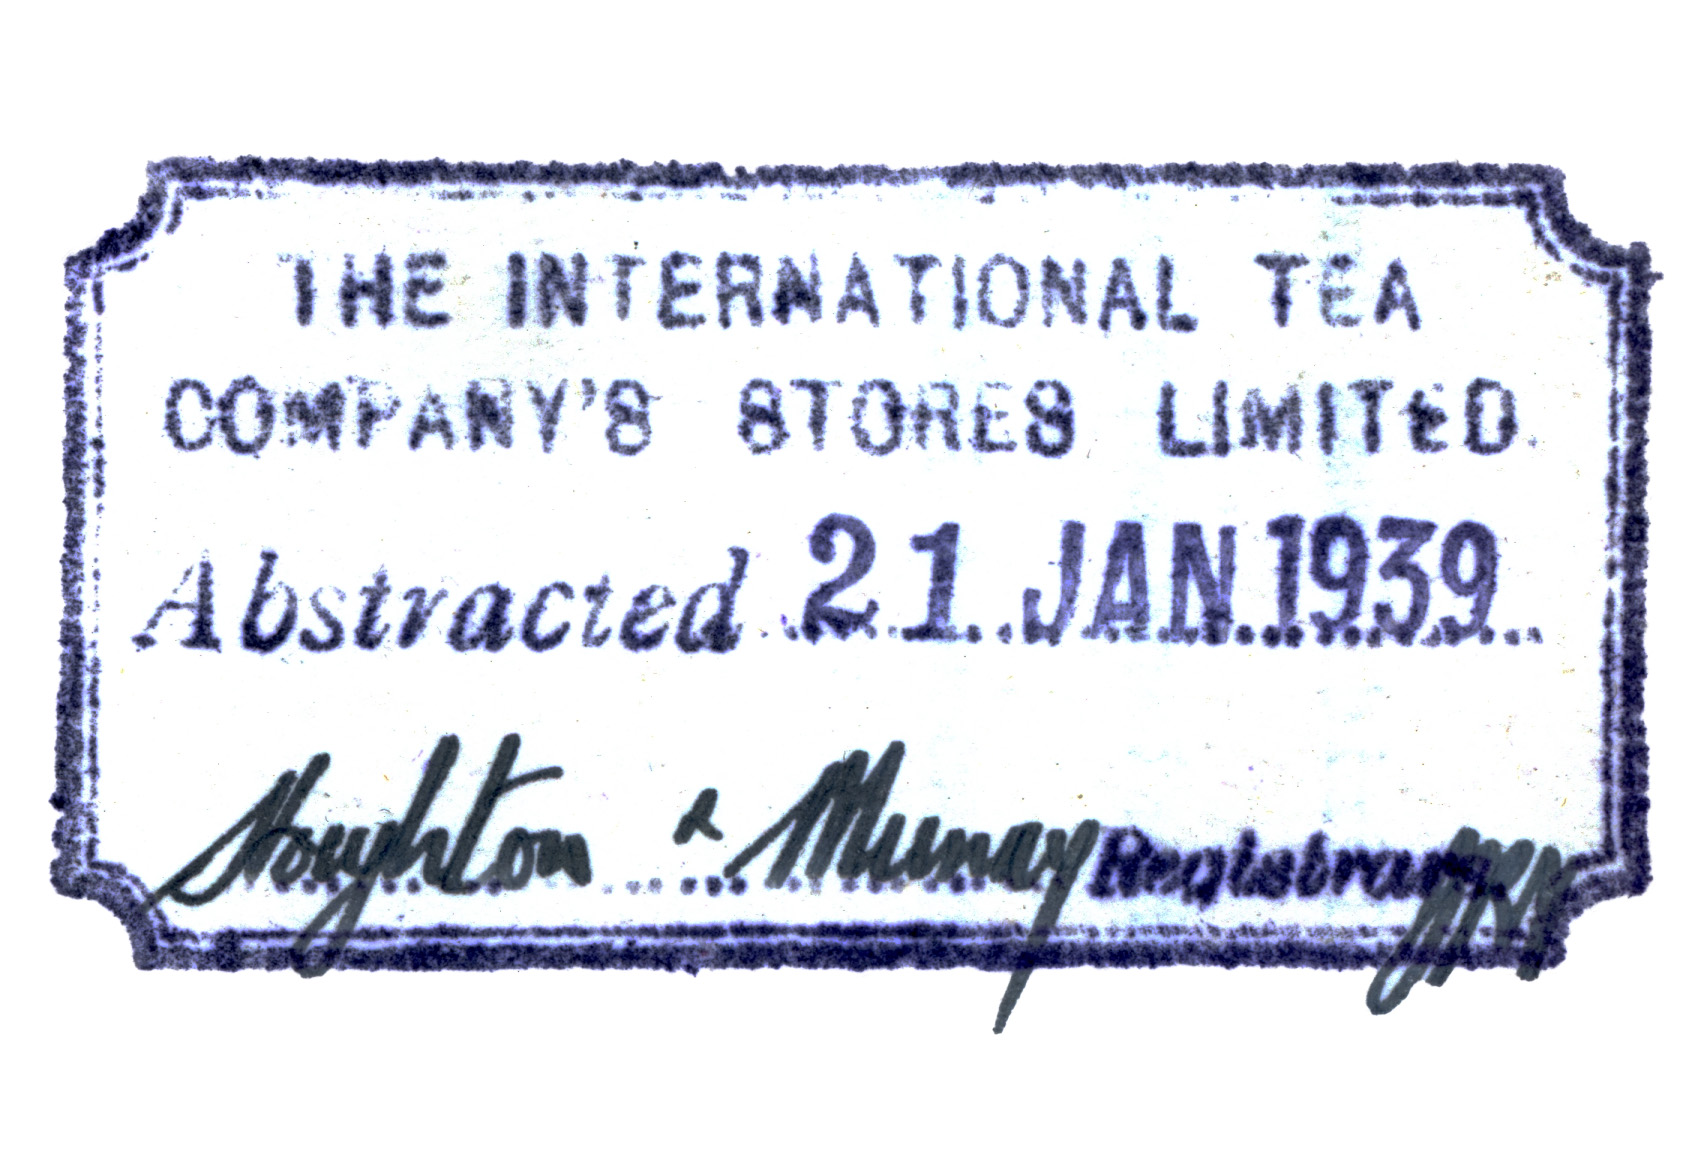 THE INTERNATIONAL TEA
COMPANY'S STORES LIMITED.
Abstracted 21 JAN 1939
Houghton & Murray Registrars